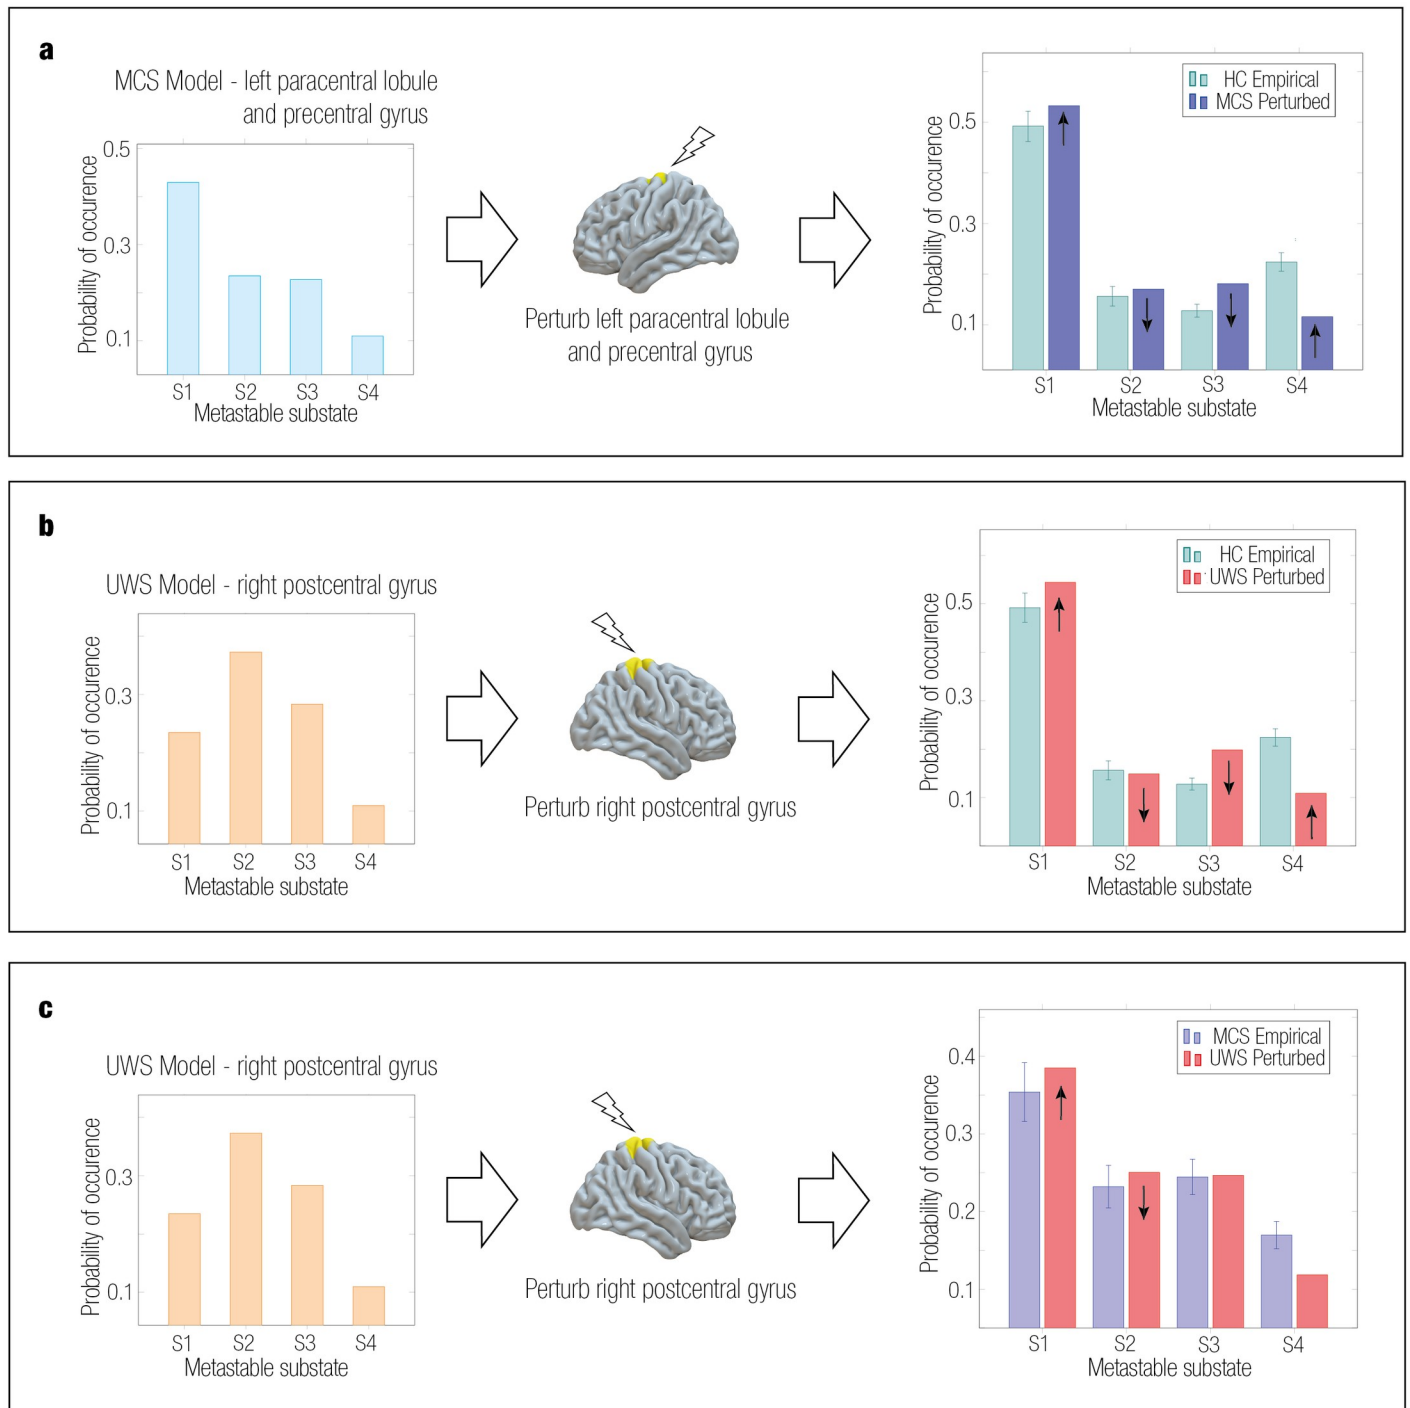 a
MCS Model - left paracentral lobule
and precentral gyrus
Probability of occurence
0.5
0.3
0.1
S1 S2 S3 S4
Metastable substate
Perturb left paracentral lobule
and precentral gyrus
Probability of occurence
0.5
0.3
0.1
HC Empirical
MCS Perturbed
S1 S2 S3 S4
Metastable substate
b
UWS Model - right postcentral gyrus
Probability of occurence
0.3
0.1
S1 S2 S3 S4
Metastable substate
Perturb right postcentral gyrus
Probability of occurence
0.5
0.3
0.1
HC Empirical
UWS Perturbed
S1 S2 S3 S4
Metastable substate
c
UWS Model - right postcentral gyrus
Probability of occurence
0.3
0.1
S1 S2 S3 S4
Metastable substate
Perturb right postcentral gyrus
Probability of occurence
0.4
0.3
0.2
0.1
MCS Empirical
UWS Perturbed
S1 S2 S3 S4
Metastable substate